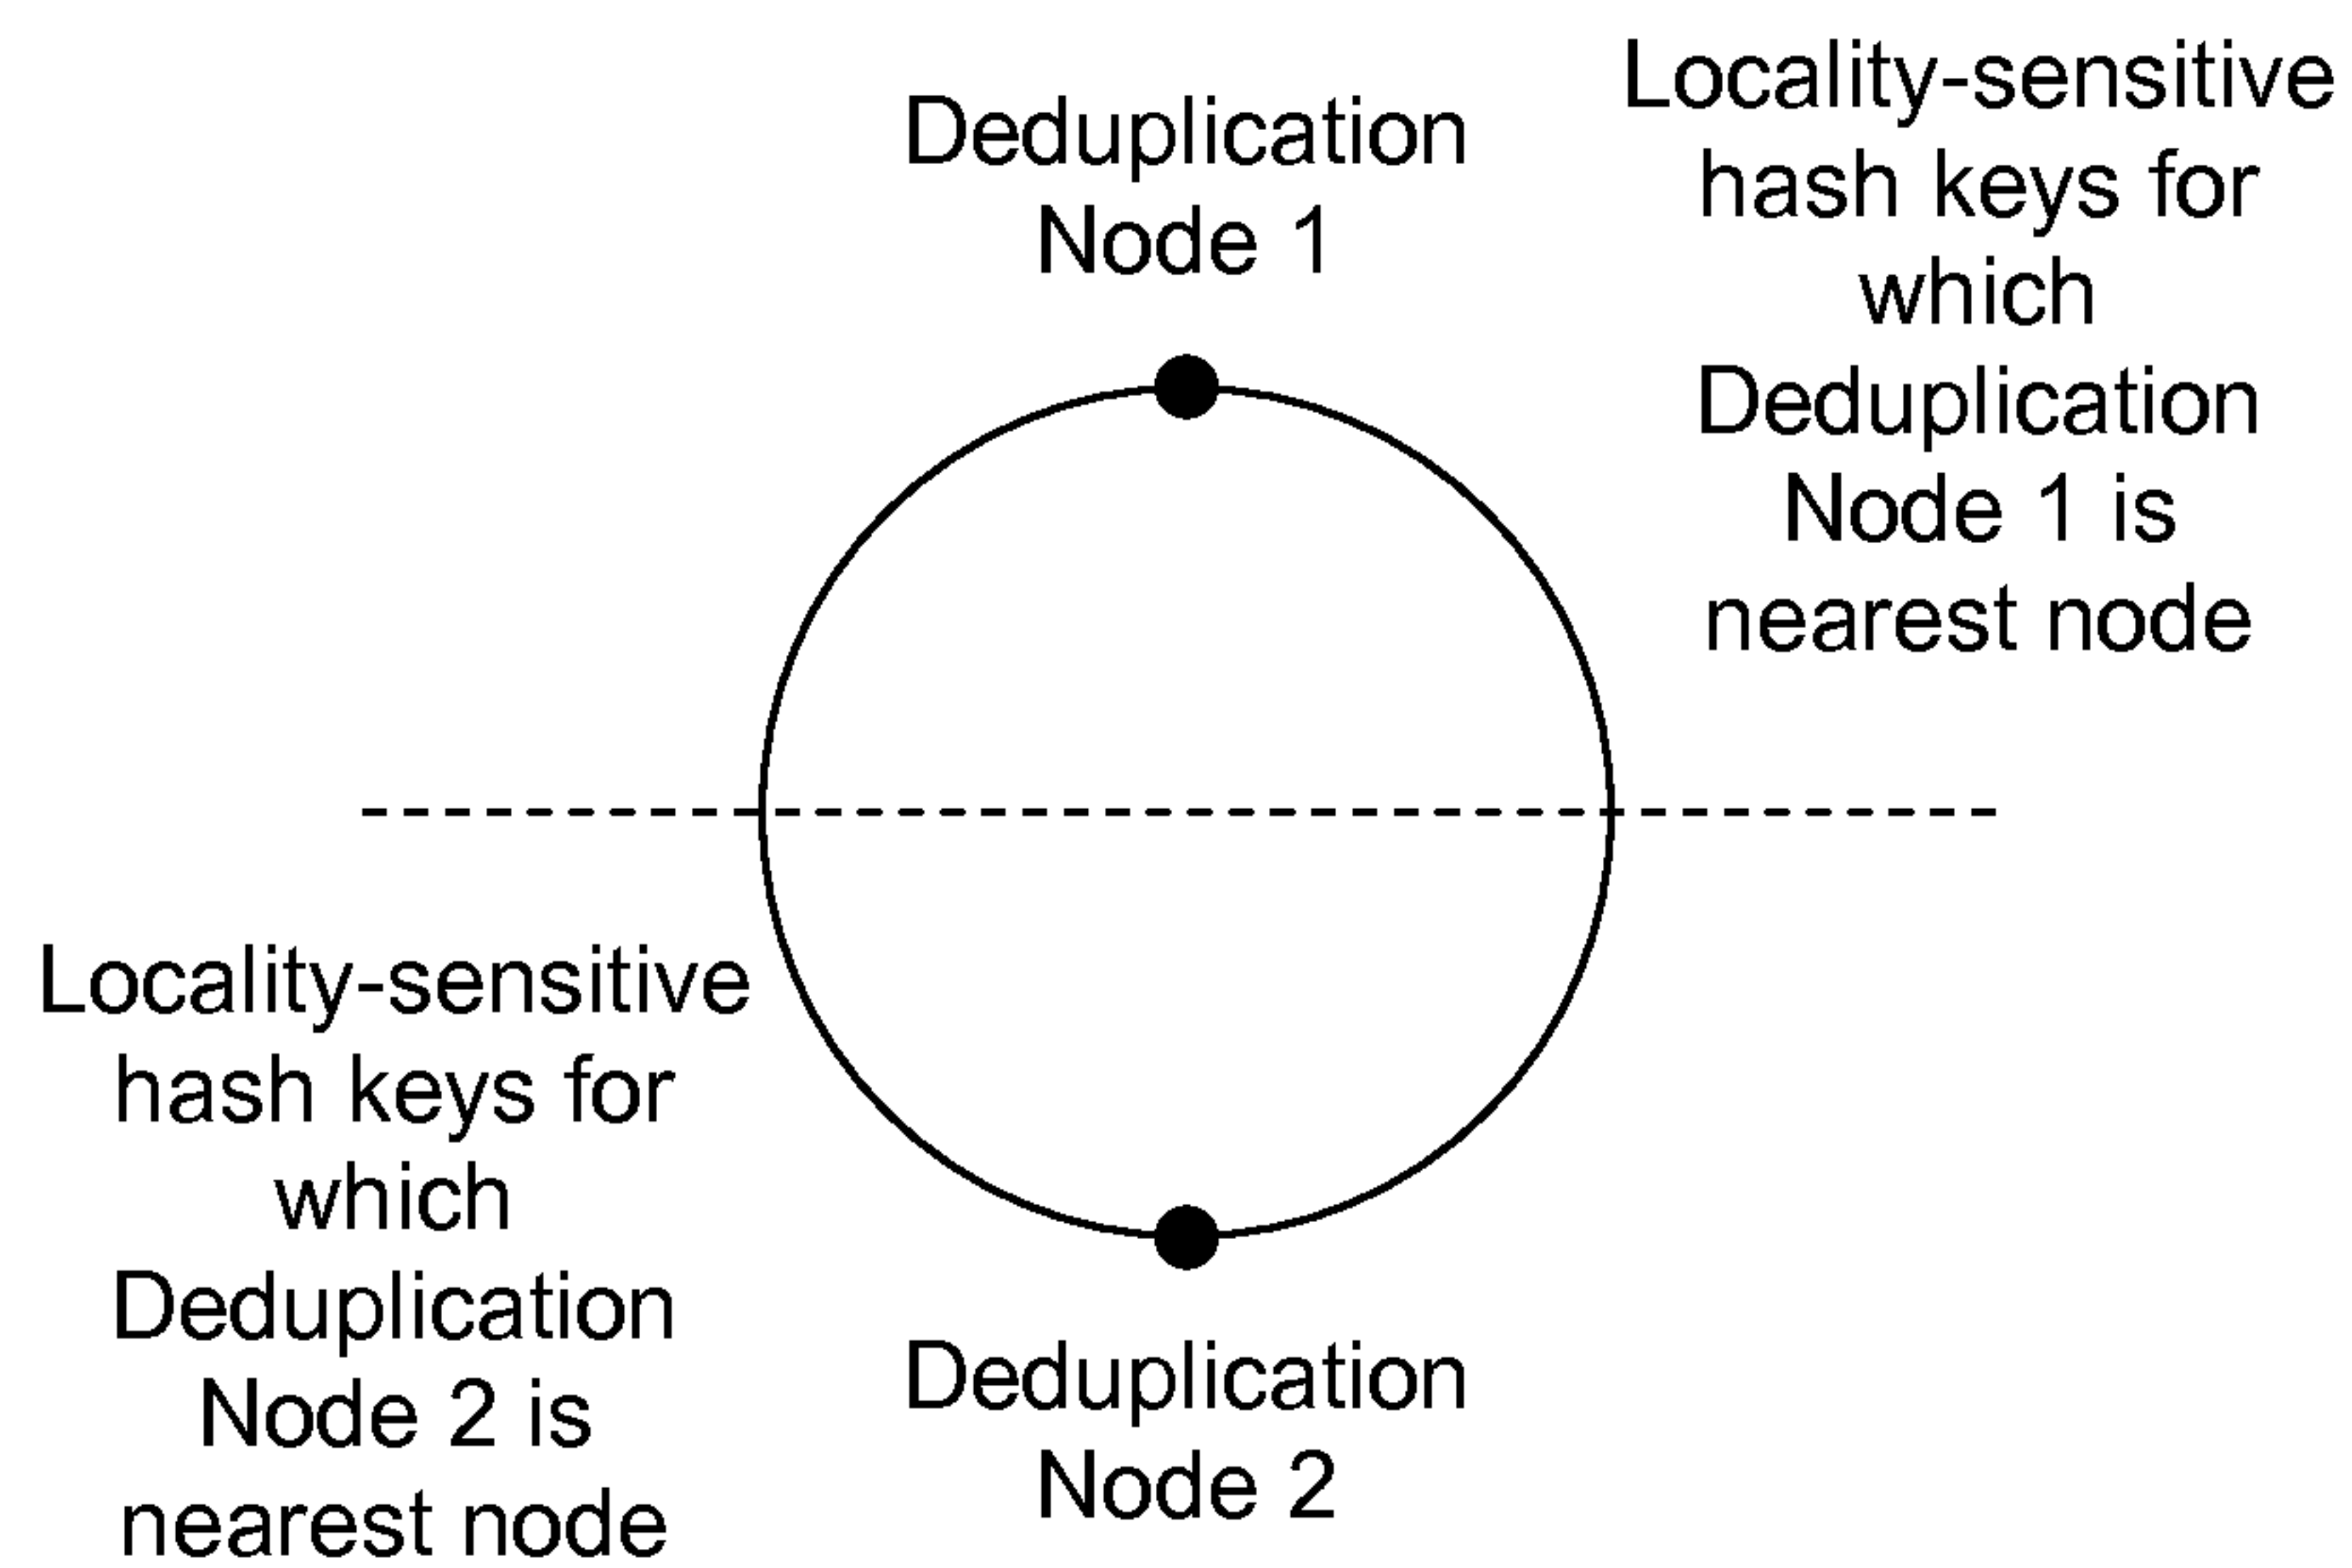 Deduplication
Node 1
Locality-sensitive
hash keys for
which
Deduplication
Node 1 is
nearest node
Locality-sensitive
hash keys for
which
Deduplication
Node 2 is
nearest node
Deduplication
Node 2